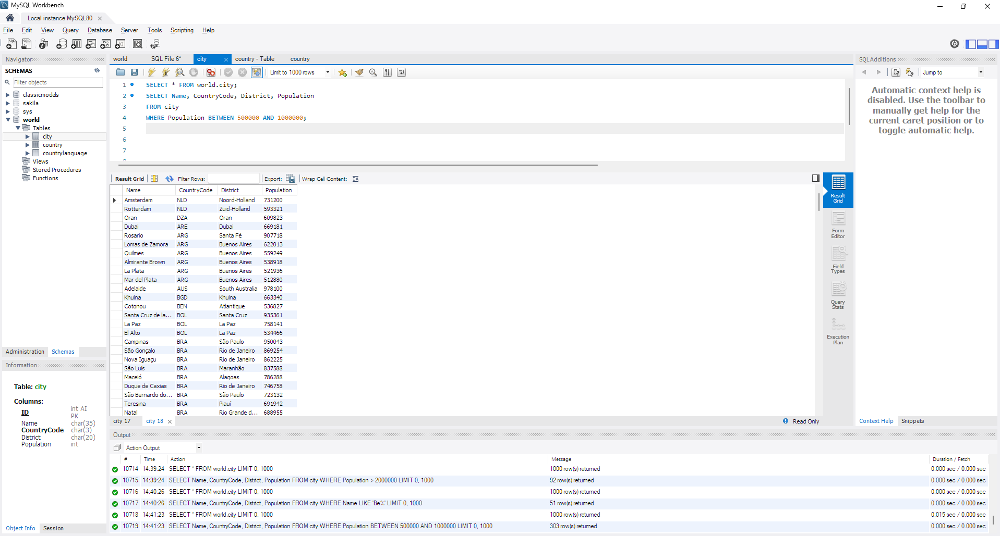 MySQL Workbench
Local instance MySQL80
File Edit View Query Database Server Tools Scripting Help
Navigator
SCHEMAS
Filter objects
classicmodels
sakila
sys
world
Tables
city
country
countrylanguage
Views
Stored Procedures
Functions
Administration Schemas
Information
Table: city
Columns:
ID int AI PK
Name char(35)
CountryCode char(3)
District char(20)
Population int
Object Info Session
world SQL File 6* city country - Table country
Limit to 1000 rows
1 SELECT * FROM world.city;
2 SELECT Name, CountryCode, District, Population
3 FROM city
4 WHERE Population BETWEEN 500000 AND 1000000;
5
6
7
Result Grid Filter Rows: Export: Wrap Cell Content:
Name CountryCode District Population
Amsterdam NLD Noord-Holland 731200
Rotterdam NLD Zuid-Holland 593321
Oran DZA Oran 609823
Dubai ARE Dubai 669181
Rosario ARG Santa Fé 907718
Lomas de Zamora ARG Buenos Aires 622013
Quilmes ARG Buenos Aires 559249
Almirante Brown ARG Buenos Aires 538918
La Plata ARG Buenos Aires 521936
Mar del Plata ARG Buenos Aires 512880
Adelaide AUS South Australia 978100
Khulna BGD Khulna 663340
Cotonou BEN Atlantique 536827
Santa Cruz de la... BOL Santa Cruz 935361
La Paz BOL La Paz 758141
El Alto BOL La Paz 534466
Campinas BRA São Paulo 950043
São Gonçalo BRA Rio de Janeiro 869254
Nova Iguaçu BRA Rio de Janeiro 862225
São Luís BRA Maranhão 837588
Maceió BRA Alagoas 786288
Duque de Caxias BRA Rio de Janeiro 746758
São Bernardo do... BRA São Paulo 723132
Teresina BRA Piauí 691942
Natal BRA Rio Grande d... 688955
Result Grid
Form Editor
Field Types
Query Stats
Execution Plan
city 17 city 18 Read Only
SQLAdditions
Jump to
Automatic context help is
disabled. Use the toolbar to
manually get help for the
current caret position or to
toggle automatic help.
Context Help Snippets
Output
Action Output
# Time Action Message Duration / Fetch
10714 14:39:24 SELECT * FROM world.city LIMIT 0, 1000 1000 row(s) returned 0.000 sec / 0.000 sec
10715 14:39:24 SELECT Name, CountryCode, District, Population FROM city WHERE Population > 2000000 LIMIT 0, 1000 92 row(s) returned 0.000 sec / 0.000 sec
10716 14:40:26 SELECT * FROM world.city LIMIT 0, 1000 1000 row(s) returned 0.000 sec / 0.000 sec
10717 14:40:26 SELECT Name, CountryCode, District, Population FROM city WHERE Name LIKE 'Be%' LIMIT 0, 1000 51 row(s) returned 0.000 sec / 0.000 sec
10718 14:41:23 SELECT * FROM world.city LIMIT 0, 1000 1000 row(s) returned 0.015 sec / 0.000 sec
10719 14:41:23 SELECT Name, CountryCode, District, Population FROM city WHERE Population BETWEEN 500000 AND 1000000 LIMIT 0, 1000 303 row(s) returned 0.000 sec / 0.000 sec